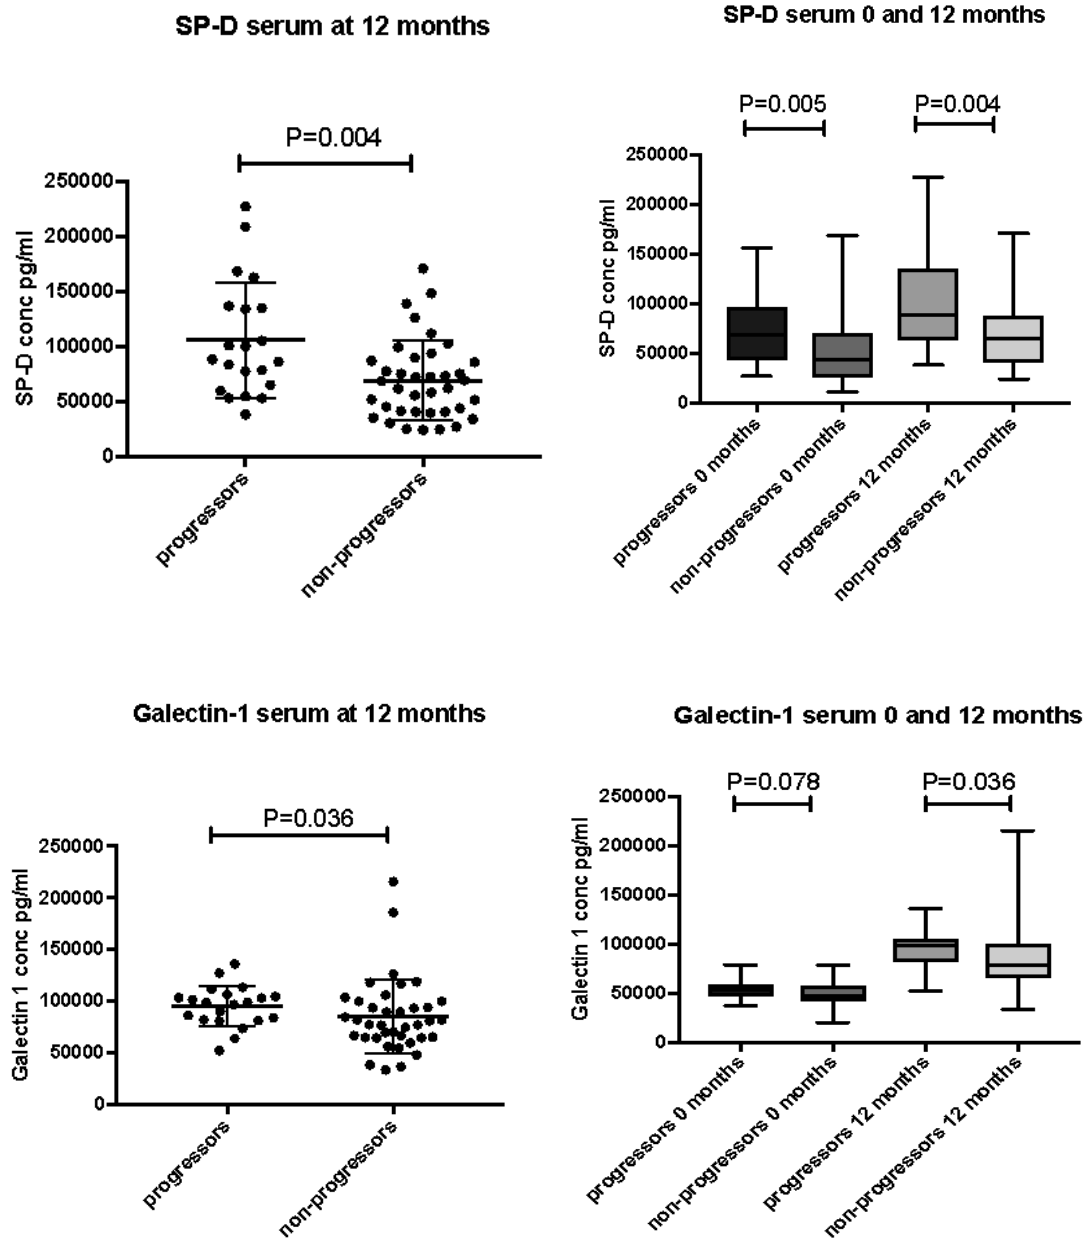 SP-D serum at 12 months
P=0.004
250000
200000
150000
100000
50000
0
SP-D conc pg/ml
progressors
non-progressors
SP-D serum 0 and 12 months
P=0.005
P=0.004
250000
200000
150000
100000
50000
0
SP-D conc pg/ml
progressors 0 months
non-progressors 0 months
progressors 12 months
non-progressors 12 months
Galectin-1 serum at 12 months
P=0.036
250000
200000
150000
100000
50000
0
Galectin 1 conc pg/ml
progressors
non-progressors
Galectin-1 serum 0 and 12 months
P=0.078
P=0.036
250000
200000
150000
100000
50000
0
Galectin 1 conc pg/ml
progressors 0 months
non-progressors 0 months
progressors 12 months
non-progressors 12 months